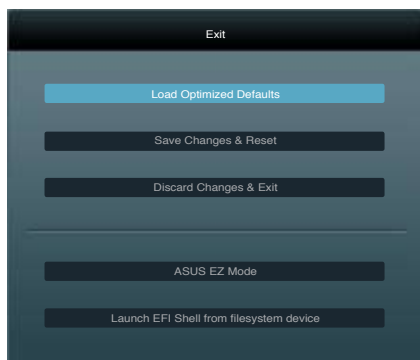 Exit
Load Optimized Defaults
Save Changes & Reset
Discard Changes & Exit
ASUS EZ Mode
Launch EFI Shell from filesystem device